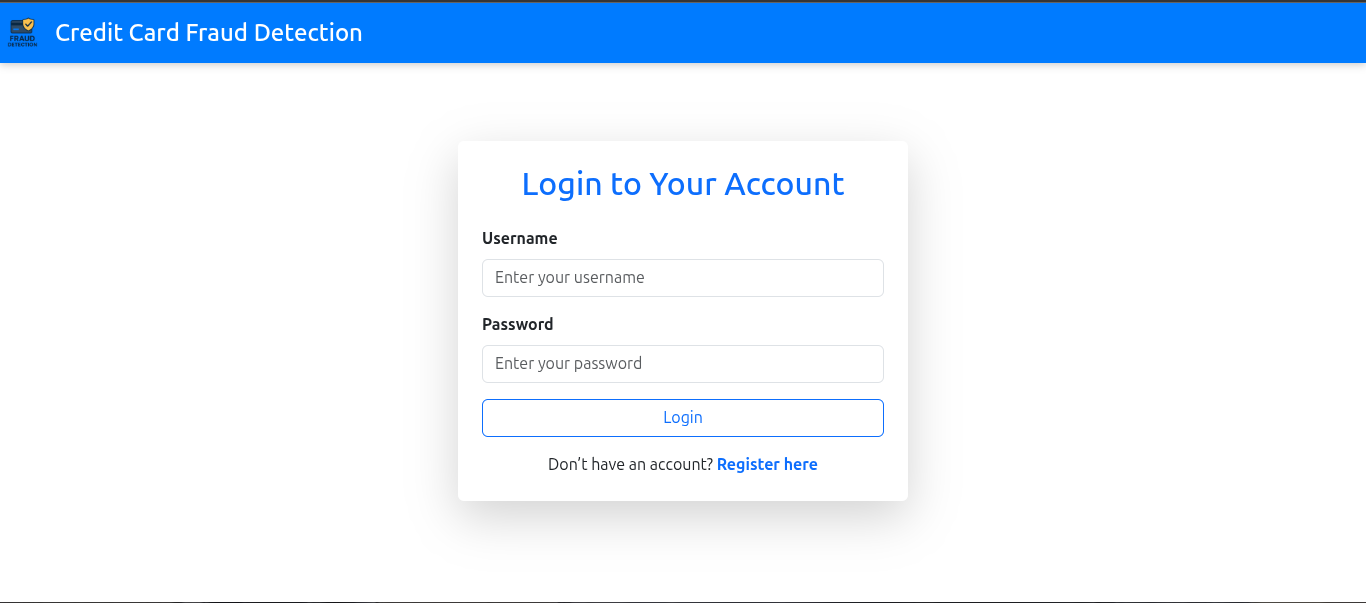 FRAUD
DETECTION
Credit Card Fraud Detection
Login to Your Account
Username
Enter your username
Password
Enter your password
Login
Don’t have an account? Register here